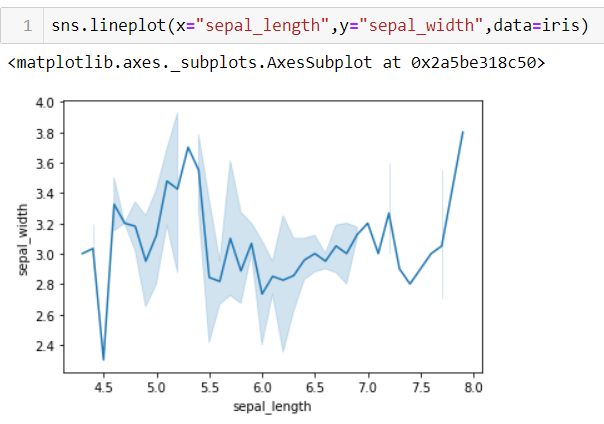 1 sns.lineplot(x="sepal_length",y="sepal_width",data=iris)
<matplotlib.axes._subplots.AxesSubplot at 0x2a5be318c50>
4.0
3.8
3.6
3.4
3.2
3.0
2.8
2.6
2.4
sepal_width
4.5 5.0 5.5 6.0 6.5 7.0 7.5 8.0
sepal_length